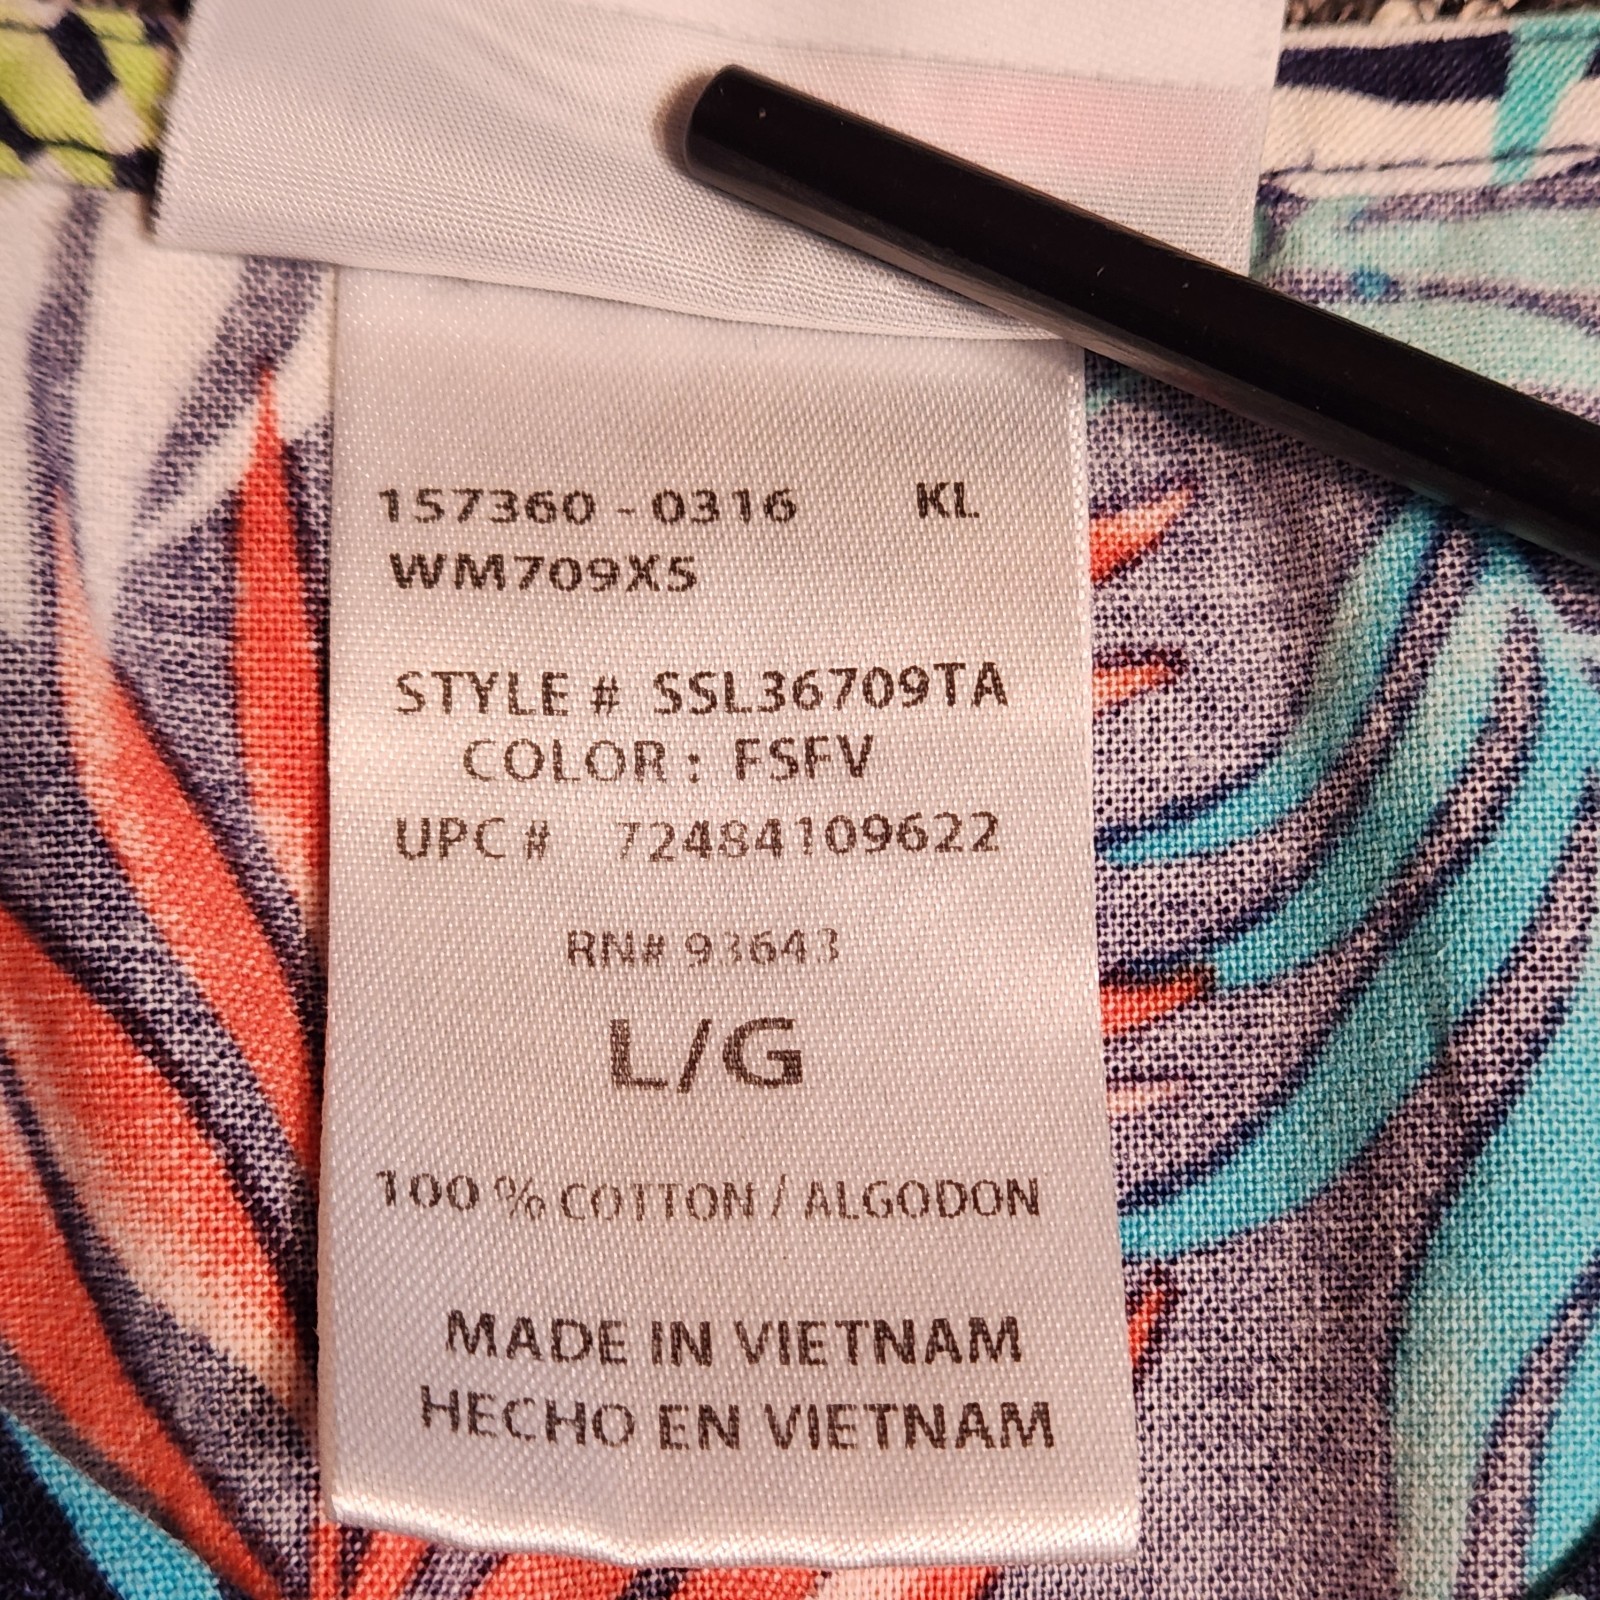 157360 - 0316 KL
WM709X5
STYLE # SSL36709TA
COLOR : FSFV
UPC # 72484109622
RN# 93643
L/G
100 % COTTON / ALGODON
MADE IN VIETNAM
HECHO EN VIETNAM